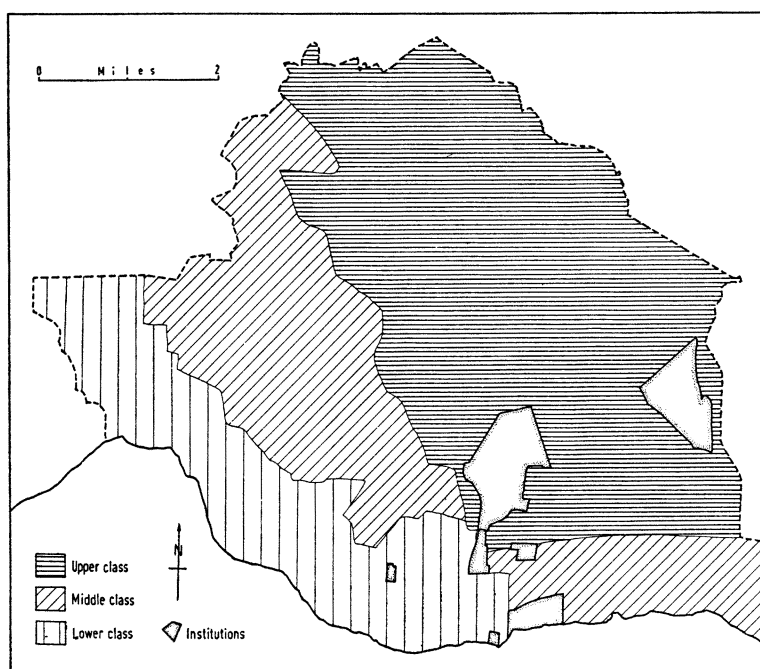 0 Miles 2
N
Upper class
Middle class
Lower class
Institutions